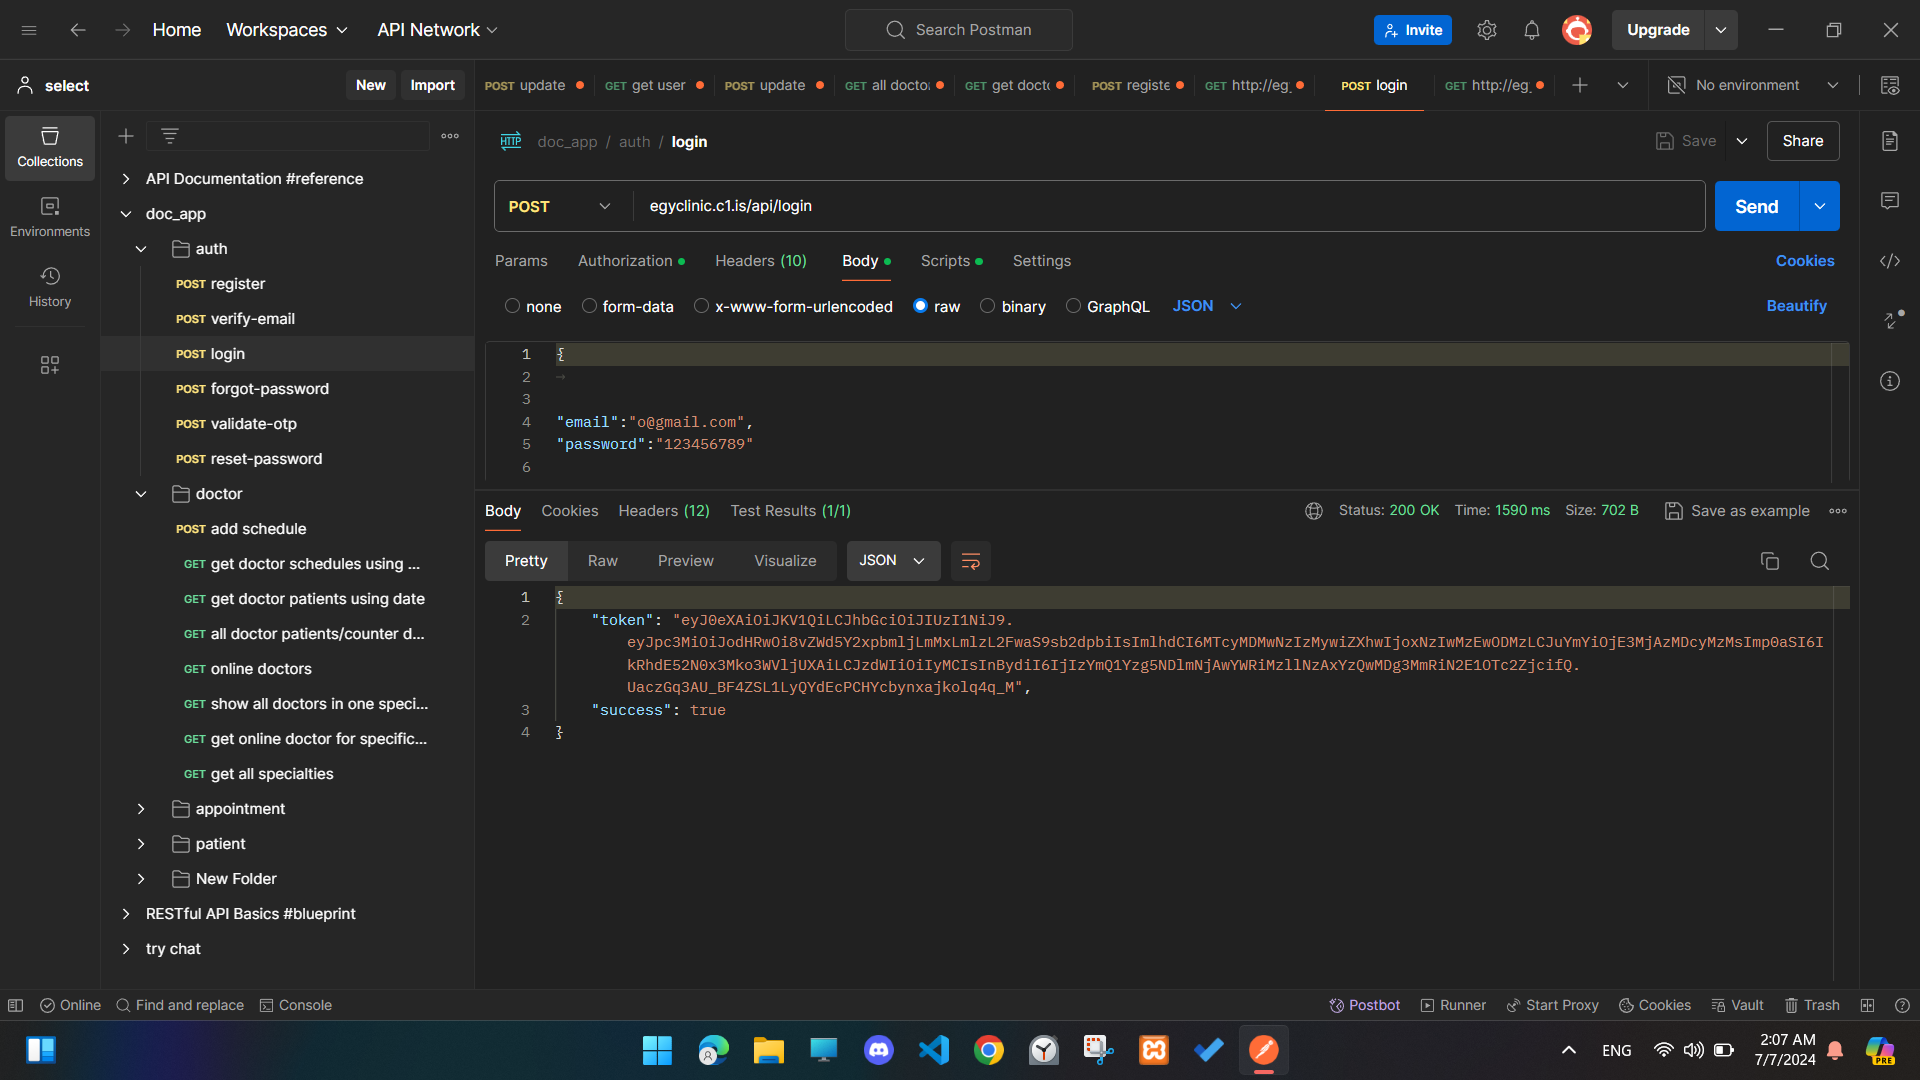 Home
Workspaces
API Network
Search Postman
Invite
Upgrade
select
New
Import
POST update
GET get user
POST update
GET all doctor
GET get docto
POST registe
GET http://eg
POST login
GET http://eg
No environment
Collections
Environments
History
API Documentation #reference
doc_app
auth
POST register
POST verify-email
POST login
POST forgot-password
POST validate-otp
POST reset-password
doctor
POST add schedule
GET get doctor schedules using ...
GET get doctor patients using date
GET all doctor patients/counter d...
GET online doctors
GET show all doctors in one speci...
GET get online doctor for specific...
GET get all specialties
appointment
patient
New Folder
RESTful API Basics #blueprint
try chat
HTTP doc_app / auth / login
Save
Share
POST egyclinic.c1.is/api/login
Send
Params Authorization Headers (10) Body Scripts Settings
Cookies
none form-data x-www-form-urlencoded raw binary GraphQL JSON
Beautify
1 {
2
3
4 "email":"o@gmail.com",
5 "password":"123456789"
6
Body Cookies Headers (12) Test Results (1/1)
Status: 200 OK Time: 1590 ms Size: 702 B Save as example
Pretty Raw Preview Visualize JSON
1 {
2 "token": "eyJ0eXAiOiJKV1QiLCJhbGciOiJIUzI1NiJ9.
eyJpc3MiOiJodHRwOi8vZWd5Y2xpbmljLmMxLmlzL2FwaS9sb2dpbiIsImlhdCI6MTcyMDMwNzIzMywiZXhwIjoxNzIwMzEwODMzLCJuYmYiOjE3MjAzMDcyMzMsImp0aSI6I
kRhdE52N0x3Mko3WVljUXAiLCJzdWIiOiIyMCIsInBydiI6IjIzYmQ1Yzg5NDlmNjAwYWRiMzllNzAxYzQwMDg3MmRiN2E1OTc2ZjcifQ.
UaczGq3AU_BF4ZSL1LyQYdEcPCHYcbynxajkolq4q_M",
3 "success": true
4 }
Online
Find and replace
Console
Postbot
Runner
Start Proxy
Cookies
Vault
Trash
ENG
2:07 AM
7/7/2024
PRE